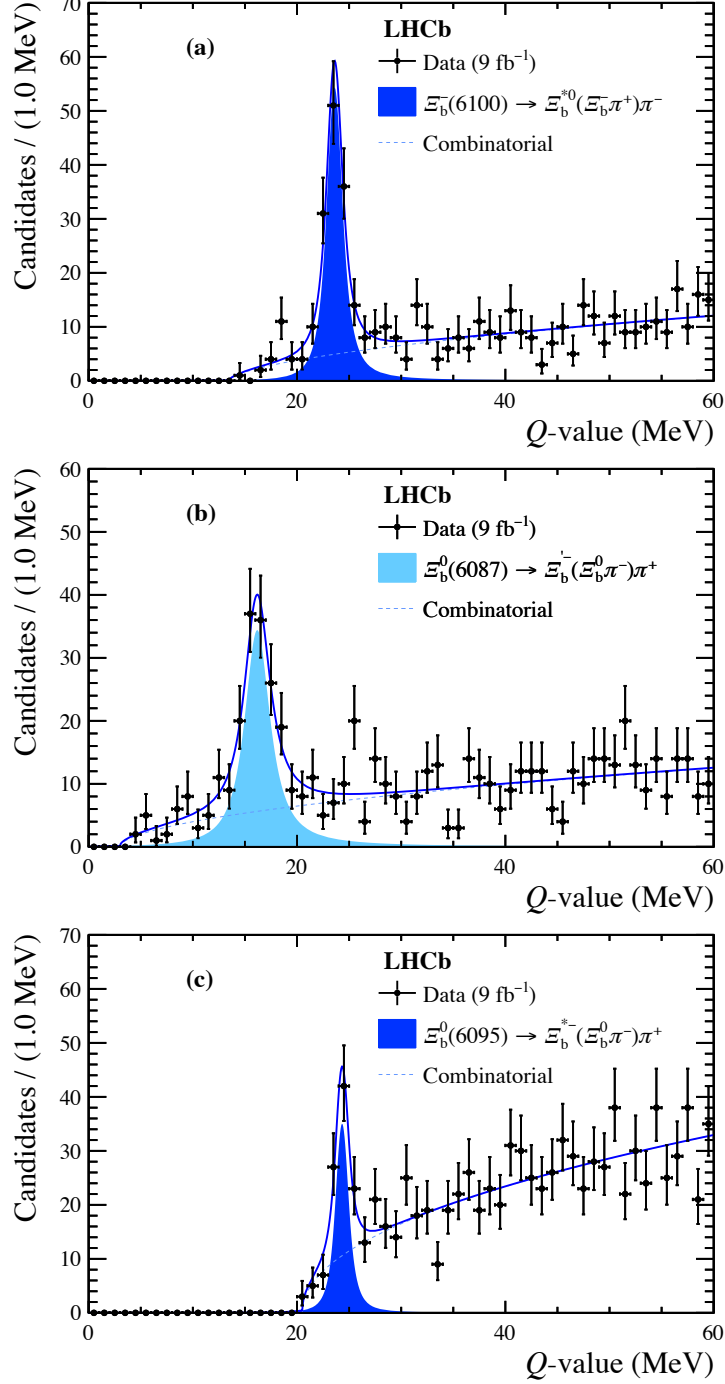 70
60
50
40
30
20
10
0
Candidates / (1.0 MeV)
(a)
LHCb
Data (9 fb⁻¹)
Ξb⁻(6100) → Ξb*⁰(Ξb⁻π⁺)π⁻
Combinatorial
0 20 40 60
Q-value (MeV)
60
50
40
30
20
10
0
Candidates / (1.0 MeV)
(b)
LHCb
Data (9 fb⁻¹)
Ξb⁰(6087) → Ξb'⁻(Ξb⁰π⁻)π⁺
Combinatorial
0 20 40 60
Q-value (MeV)
70
60
50
40
30
20
10
0
Candidates / (1.0 MeV)
(c)
LHCb
Data (9 fb⁻¹)
Ξb⁰(6095) → Ξb*⁻(Ξb⁰π⁻)π⁺
Combinatorial
0 20 40 60
Q-value (MeV)